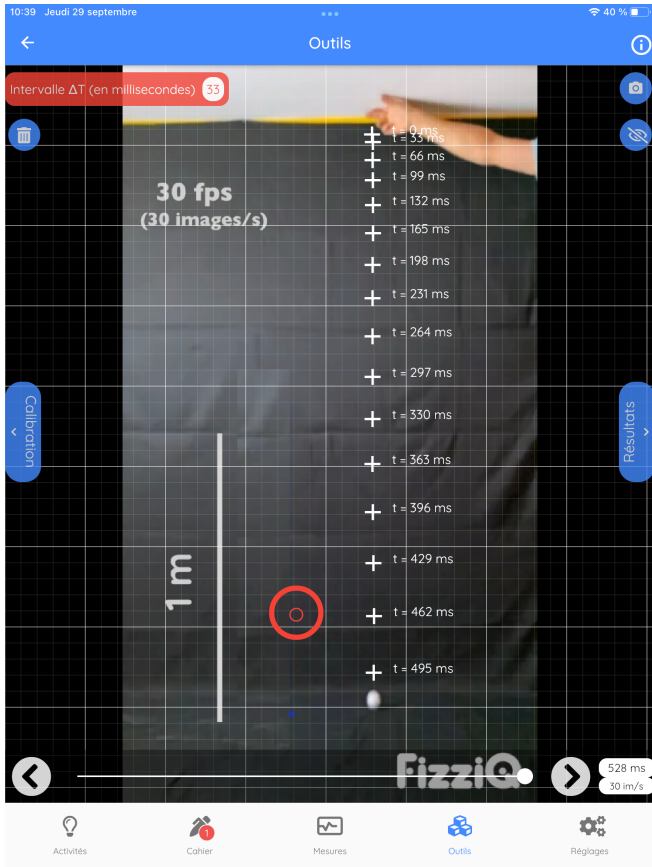 10:39 Jeudi 29 septembre
40 %
Outils
Intervalle ΔT (en millisecondes) 33
t = 0 ms
t = 33 ms
t = 66 ms
t = 99 ms
30 fps
t = 132 ms
(30 images/s)
t = 165 ms
t = 198 ms
t = 231 ms
t = 264 ms
t = 297 ms
Calibration
Résultats
t = 330 ms
t = 363 ms
t = 396 ms
t = 429 ms
1 m
t = 462 ms
t = 495 ms
FizziQ
528 ms
30 im/s
1
Activités
Cahier
Mesures
Outils
Réglages